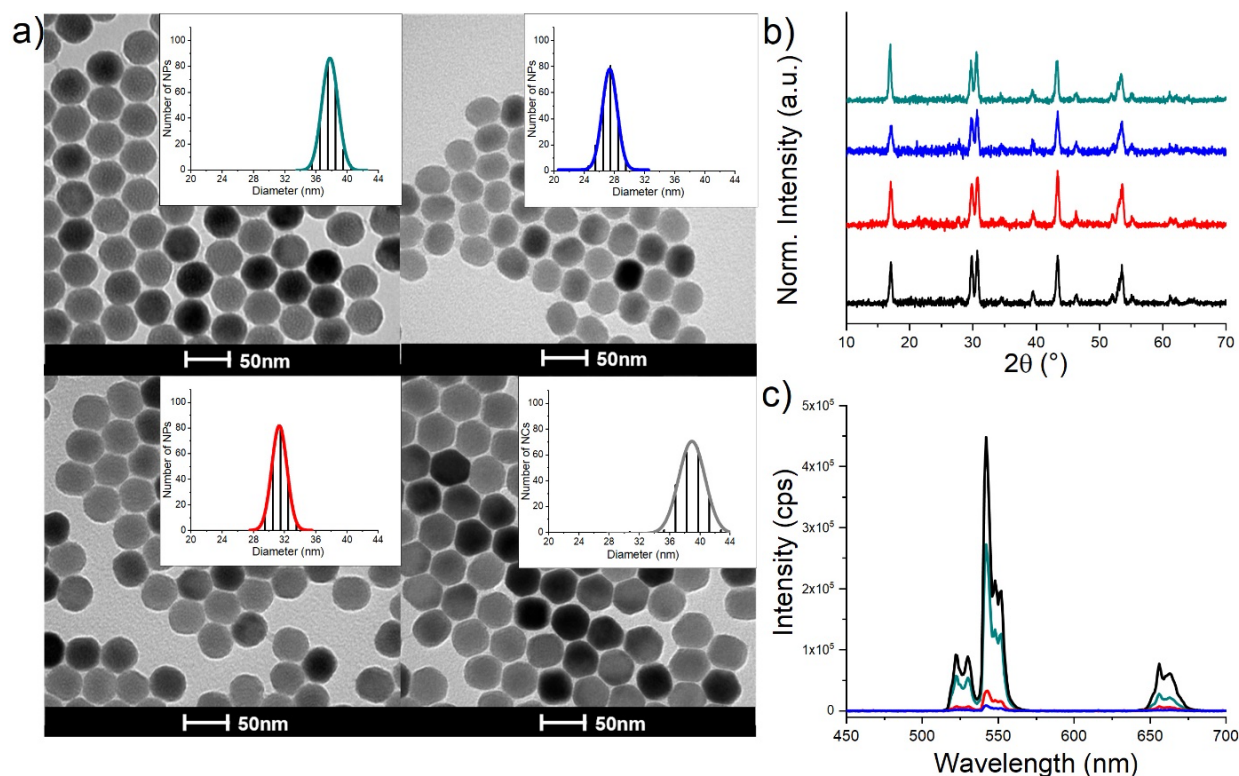 a)
100
80
60
40
20
0
Number of NPs
20 24 28 32 36 40 44
Diameter (nm)
50nm
100
80
60
40
20
0
Number of NPs
20 24 28 32 36 40 44
Diameter (nm)
50nm
100
80
60
40
20
0
Number of NPs
20 24 28 32 36 40 44
Diameter (nm)
50nm
100
80
60
40
20
0
Number of NCs
20 24 28 32 36 40 44
Diameter (nm)
50nm
b)
Norm. Intensity (a.u.)
10 20 30 40 50 60 70
2θ (°)
c)
5x10⁵
4x10⁵
3x10⁵
2x10⁵
1x10⁵
0
Intensity (cps)
450 500 550 600 650 700
Wavelength (nm)